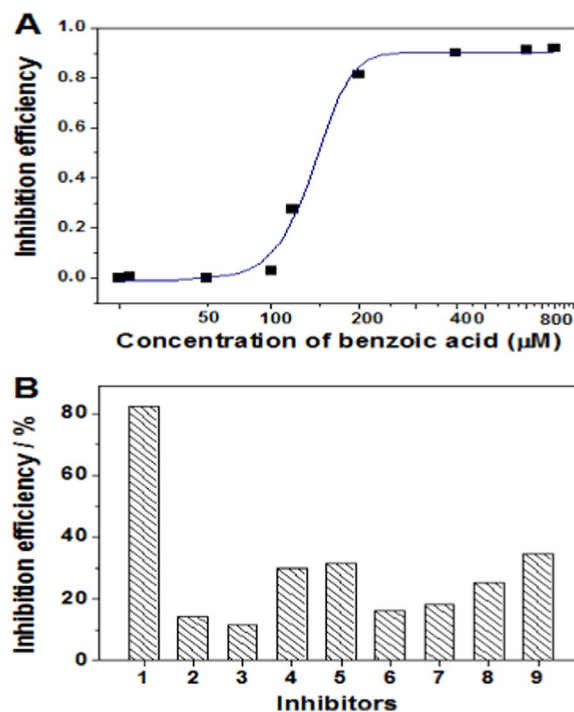 A
1.0
0.8
0.6
0.4
0.2
0.0
Inhibition efficiency
50 100 200 400 800
Concentration of benzoic acid (μM)
B
80
60
40
20
0
Inhibition efficiency / %
1 2 3 4 5 6 7 8 9
Inhibitors